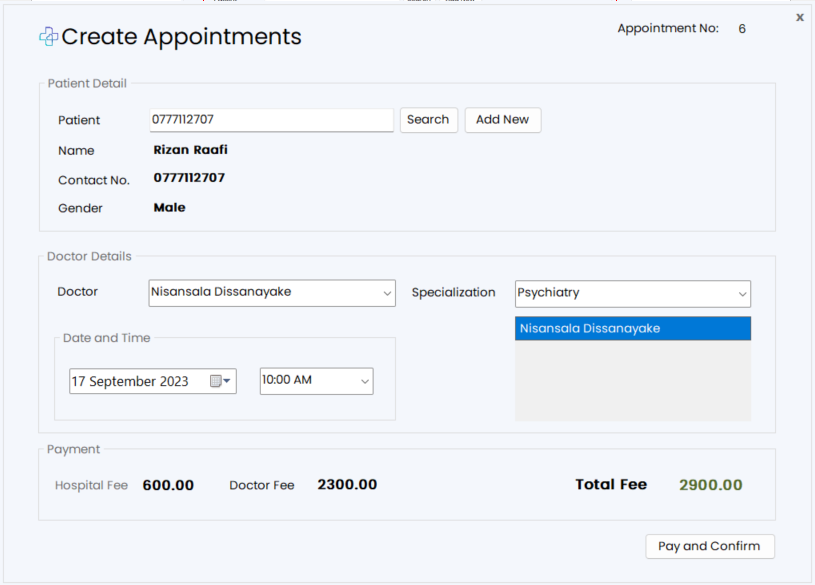 Create Appointments
Appointment No: 6
x
Patient Detail
Patient 0777112707 Search Add New
Name Rizan Raafi
Contact No. 0777112707
Gender Male
Doctor Details
Doctor Nisansala Dissanayake Specialization Psychiatry
Nisansala Dissanayake
Date and Time
17 September 2023 10:00 AM
Payment
Hospital Fee 600.00 Doctor Fee 2300.00 Total Fee 2900.00
Pay and Confirm